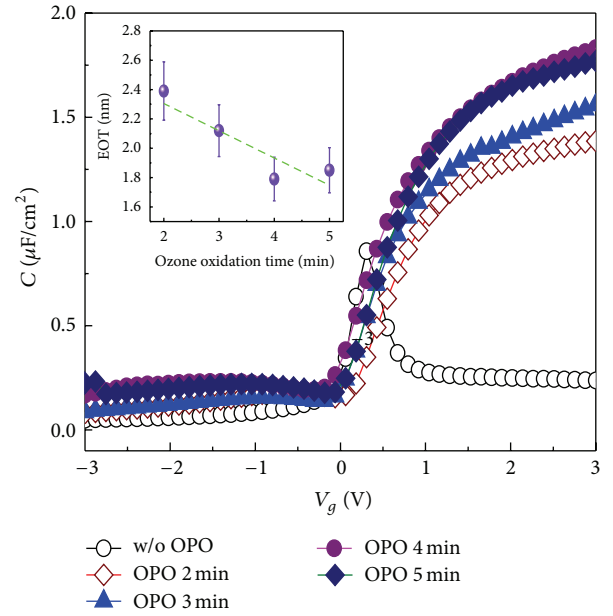 2.8
2.6
2.4
2.2
2.0
1.8
1.6
EOT (nm)
2 3 4 5
Ozone oxidation time (min)
2.0
1.5
1.0
0.5
0.0
C (μF/cm²)
−3
−3 −2 −1 0 1 2 3
V_g (V)
w/o OPO
OPO 2 min
OPO 3 min
OPO 4 min
OPO 5 min